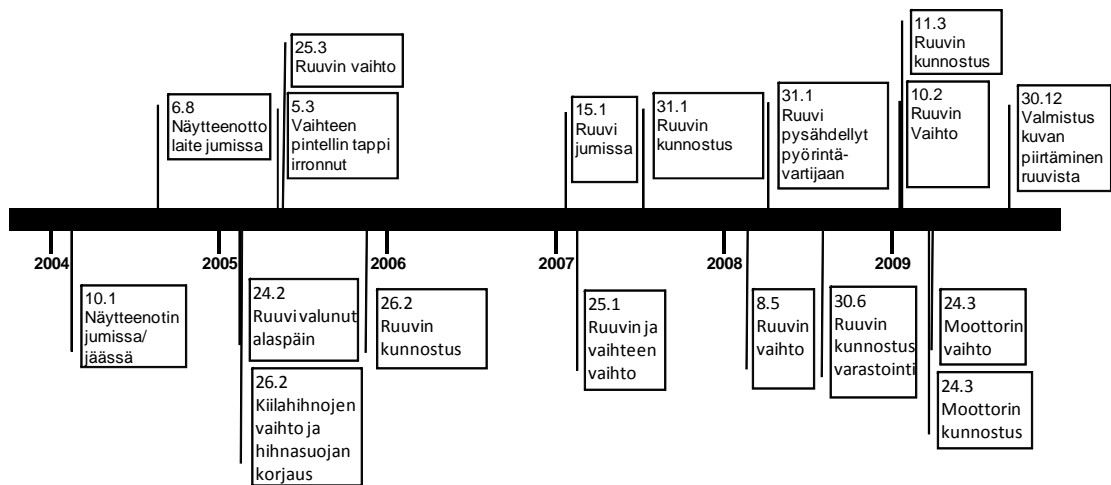 25.3
Ruuvin vaihto
11.3
Ruuvin
kunnostus
6.8
Näytteenotto
laite jumissa
5.3
Vaihteen
pintellin tappi
irronnut
15.1
Ruuvi
jumissa
31.1
Ruuvin
kunnostus
31.1
Ruuvi
pysähdellyt
pyörintä-
vartijaan
10.2
Ruuvin
Vaihto
30.12
Valmistus
kuvan
piirtäminen
ruuvista
2004
2005
2006
2007
2008
2009
10.1
Näytteenotin
jumissa/
jäässä
24.2
Ruuvi valunut
alaspäin
26.2
Kiilahihnojen
vaihto ja
hihnasuojan
korjaus
26.2
Ruuvin
kunnostus
25.1
Ruuvin ja
vaihteen
vaihto
8.5
Ruuvin
vaihto
30.6
Ruuvin
kunnostus
varastointi
24.3
Moottorin
vaihto
24.3
Moottorin
kunnostus